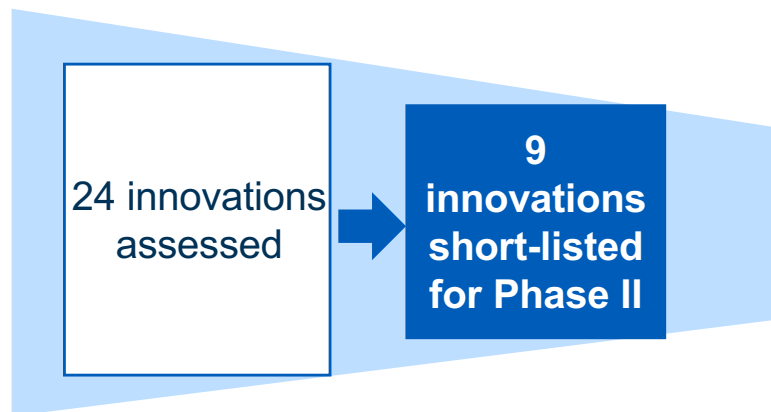 24 innovations
assessed
9
innovations
short-listed
for Phase II